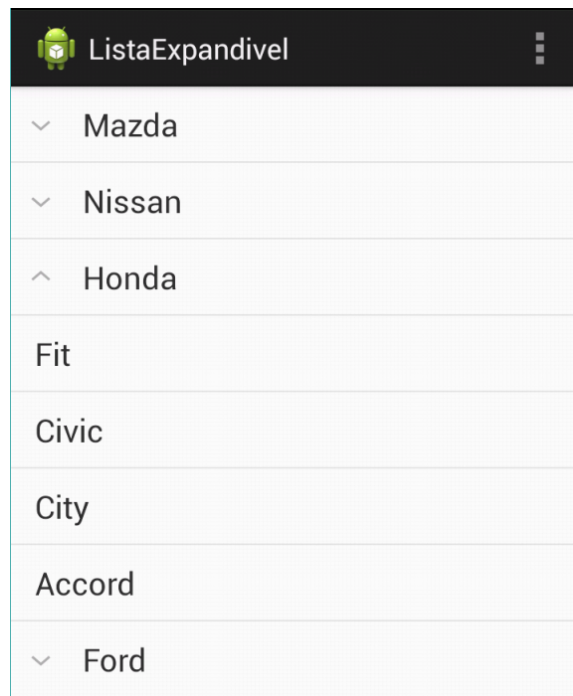 ListaExpandivel
Mazda
Nissan
Honda
Fit
Civic
City
Accord
Ford